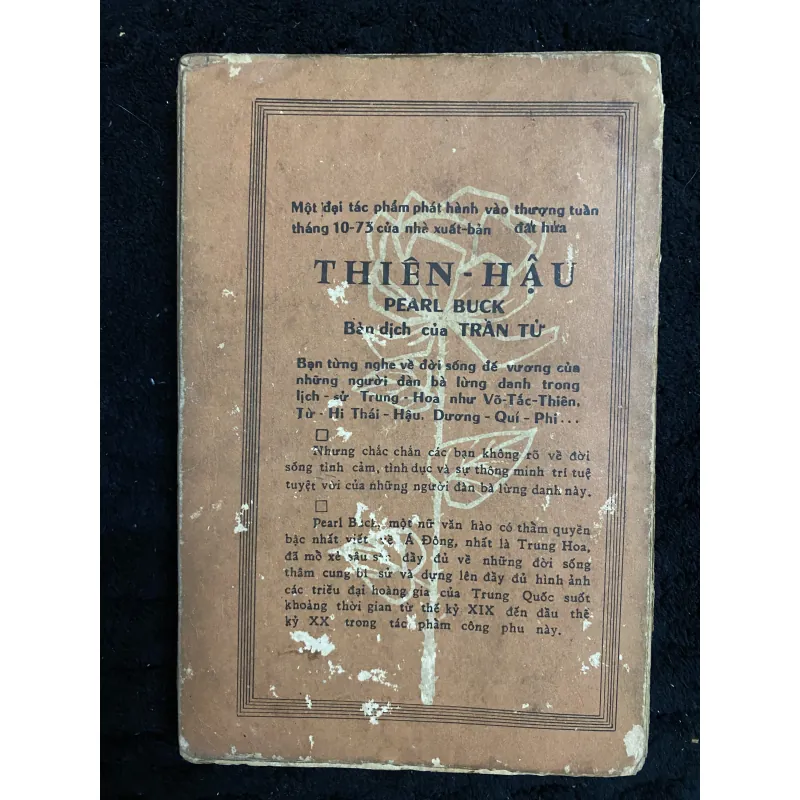 Một đại tác phẩm phát hành vào thượng tuần
tháng 10-73 của nhà xuất-bản đất hứa
THIÊN-HẬU
PEARL BUCK
Bản dịch của TRẦN TỬ
Bạn từng nghe về đời sống đế vương của
những người đàn bà lừng danh trong
lịch-sử Trung-Hoa như Võ-Tắc-Thiên,
Từ-Hi Thái-Hậu, Dương-Quí-Phi...
Nhưng chắc chắn các bạn không rõ về đời
sống tình cảm, tình dục và sự thông minh trí tuệ
tuyệt vời của những người đàn bà lừng danh này.
Pearl Buck, một nữ văn hào có thẩm quyền
bậc nhất viết về Á Đông, nhất là Trung Hoa,
đã mổ xẻ sâu sa đầy đủ về những đời sống
thâm cung bí sử và dựng lên đầy đủ hình ảnh
các triều đại hoàng gia của Trung Quốc suốt
khoảng thời gian từ thế kỷ XIX đến đầu thế
kỷ XX trong tác phẩm công phu này.